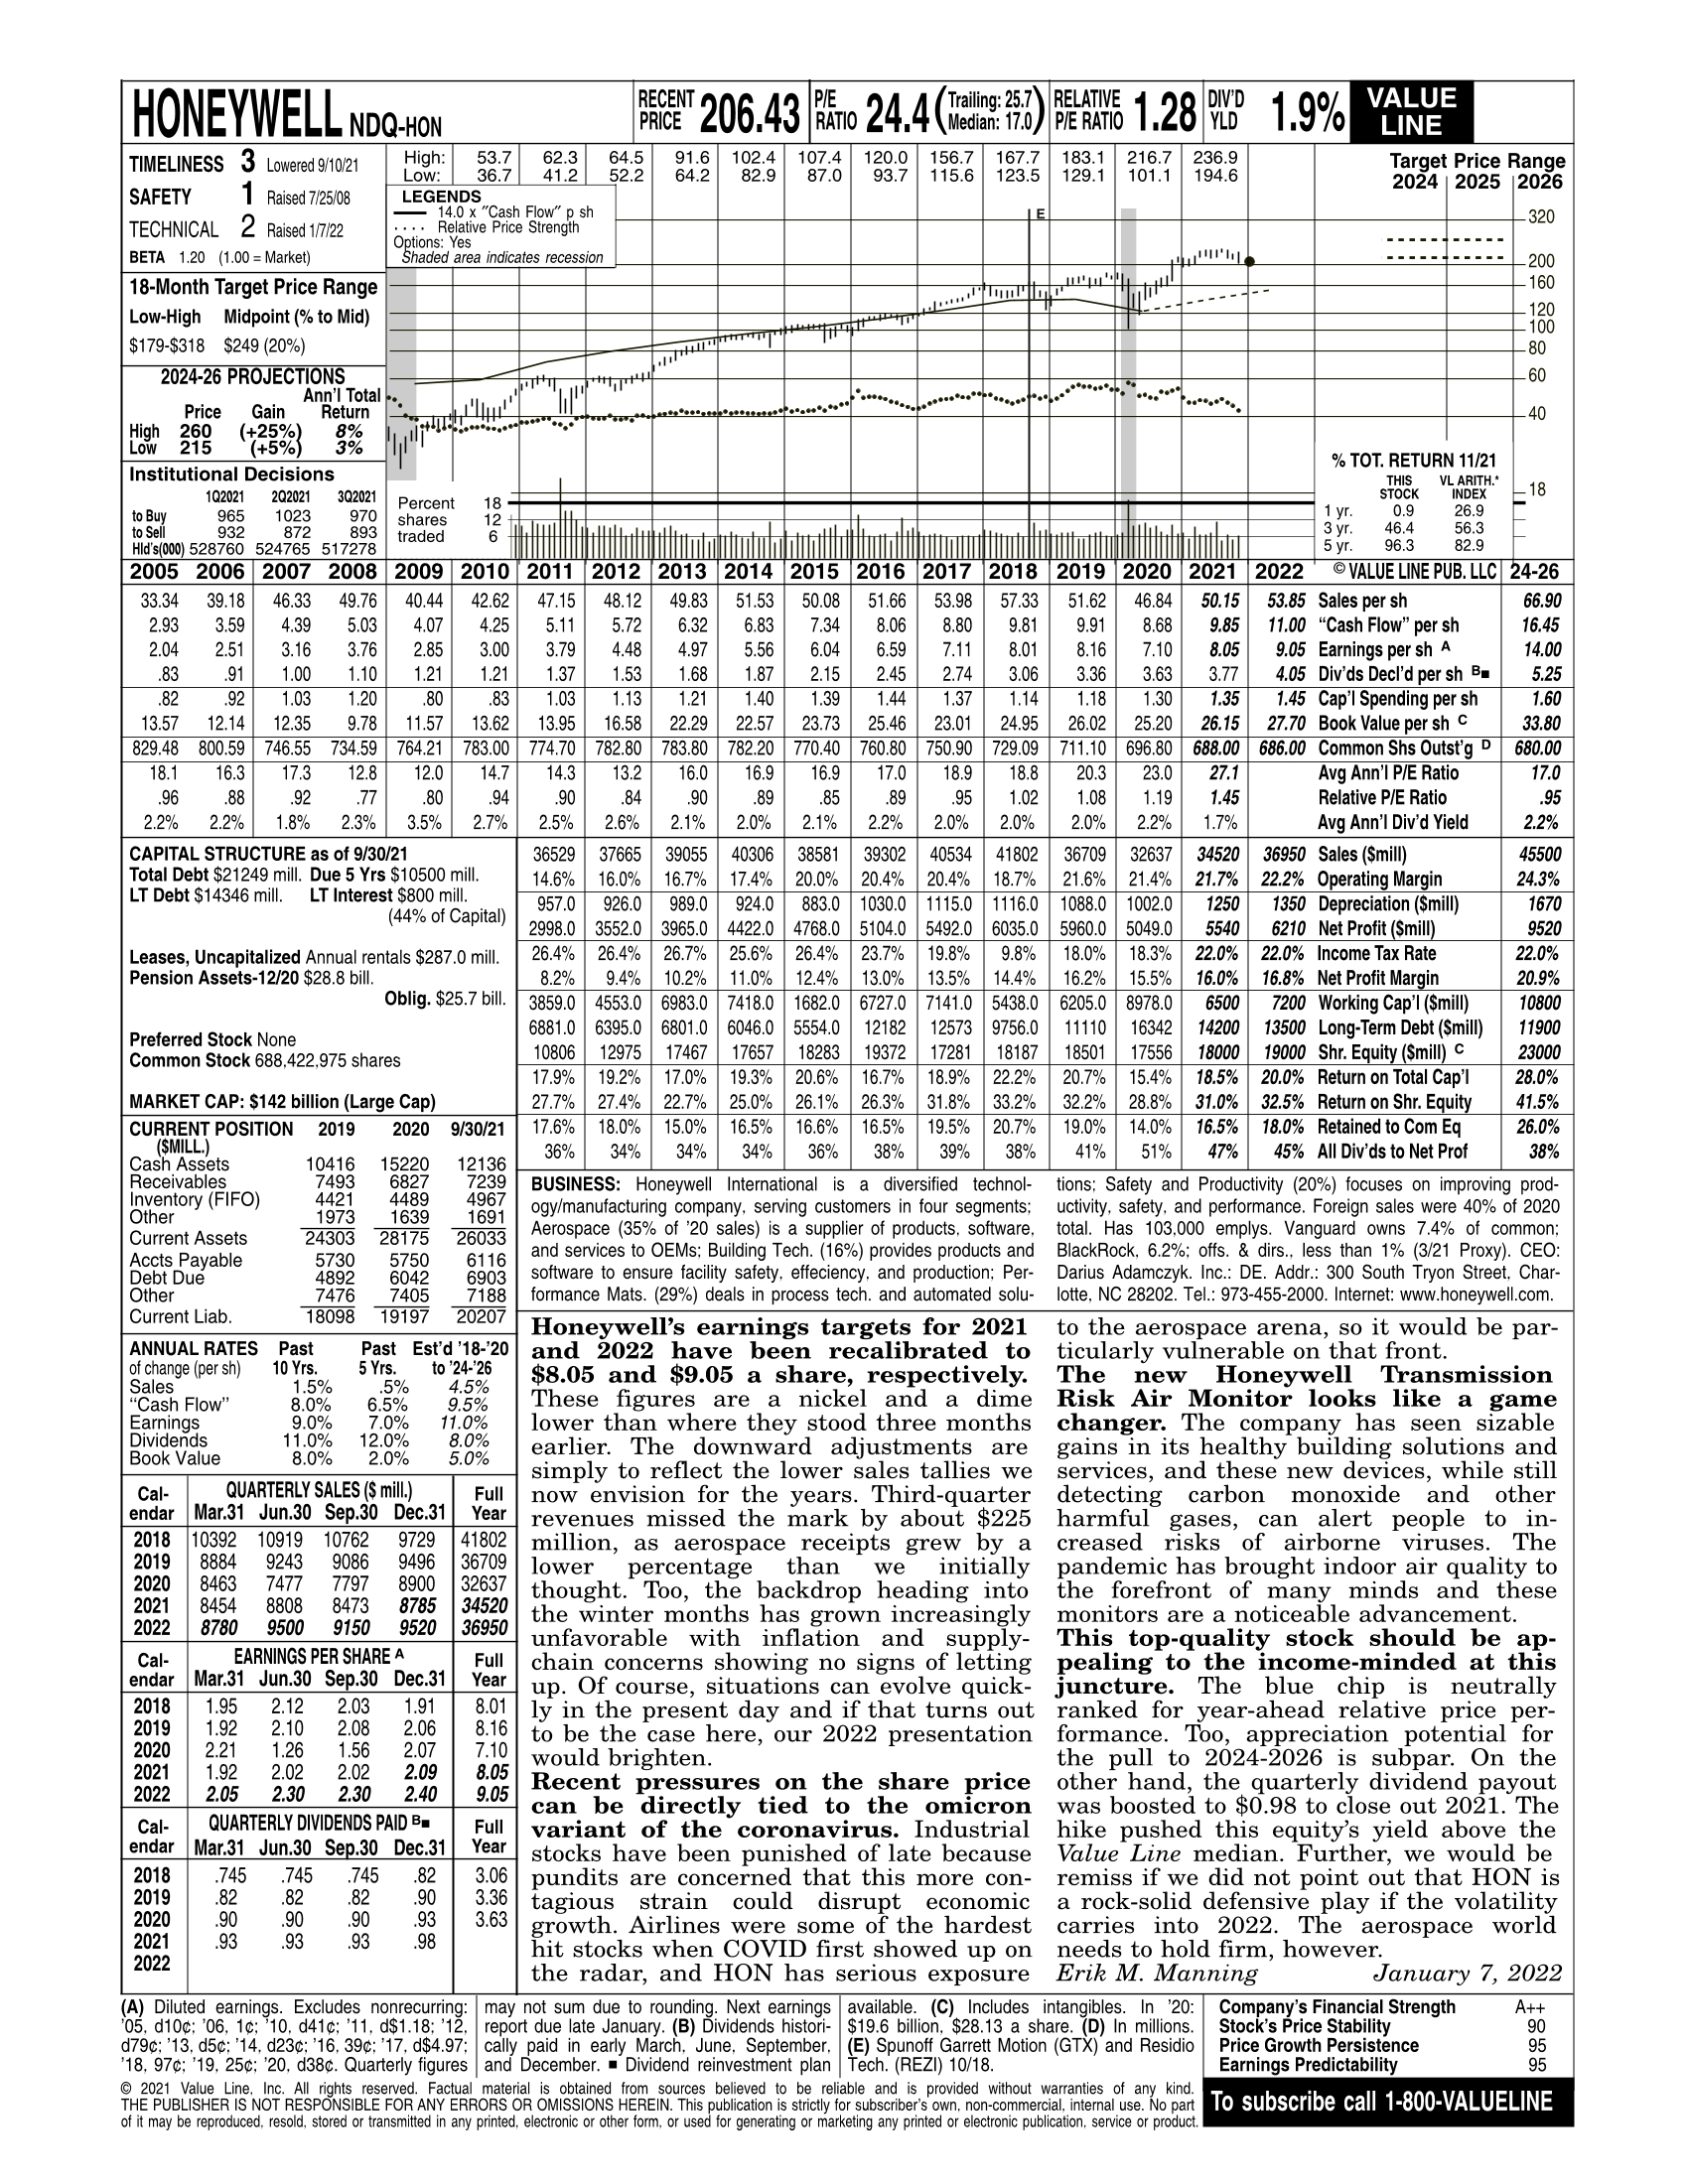 HONEYWELL NDQ-HON
RECENT PRICE 206.43
P/E RATIO 24.4 (Trailing: 25.7 Median: 17.0)
RELATIVE P/E RATIO 1.28
DIV'D YLD 1.9%
VALUE LINE
TIMELINESS 3 Lowered 9/10/21
SAFETY 1 Raised 7/25/08
TECHNICAL 2 Raised 1/7/22
BETA 1.20 (1.00 = Market)
18-Month Target Price Range
Low-High Midpoint (% to Mid)
$179-$318 $249 (20%)
2024-26 PROJECTIONS
Ann'l Total
Price Gain Return
High 260 (+25%) 8%
Low 215 (+5%) 3%
Institutional Decisions
1Q2021 2Q2021 3Q2021
to Buy 965 1023 970
to Sell 932 872 893
Hld's(000) 528760 524765 517278
High: 53.7 62.3 64.5 91.6 102.4 107.4 120.0 156.7 167.7 183.1 216.7 236.9
Low: 36.7 41.2 52.2 64.2 82.9 87.0 93.7 115.6 123.5 129.1 101.1 194.6
LEGENDS
14.0 x "Cash Flow" p sh
. . . . Relative Price Strength
Options: Yes
Shaded area indicates recession
E
Target Price Range
2024 2025 2026
320
200
160
120
100
80
60
40
18
Percent shares traded
18
12
6
% TOT. RETURN 11/21
THIS STOCK VL ARITH.* INDEX
1 yr. 0.9 26.9
3 yr. 46.4 56.3
5 yr. 96.3 82.9
2005 2006 2007 2008 2009 2010 2011 2012 2013 2014 2015 2016 2017 2018 2019 2020 2021 2022 © VALUE LINE PUB. LLC 24-26
33.34 39.18 46.33 49.76 40.44 42.62 47.15 48.12 49.83 51.53 50.08 51.66 53.98 57.33 51.62 46.84 50.15 53.85 Sales per sh 66.90
2.93 3.59 4.39 5.03 4.07 4.25 5.11 5.72 6.32 6.83 7.34 8.06 8.80 9.81 9.91 8.68 9.85 11.00 "Cash Flow" per sh 16.45
2.04 2.51 3.16 3.76 2.85 3.00 3.79 4.48 4.97 5.56 6.04 6.59 7.11 8.01 8.16 7.10 8.05 9.05 Earnings per sh A 14.00
.83 .91 1.00 1.10 1.21 1.21 1.37 1.53 1.68 1.87 2.15 2.45 2.74 3.06 3.36 3.63 3.77 4.05 Div'ds Decl'd per sh B■ 5.25
.82 .92 1.03 1.20 .80 .83 1.03 1.13 1.21 1.40 1.39 1.44 1.37 1.14 1.18 1.30 1.35 1.45 Cap'l Spending per sh 1.60
13.57 12.14 12.35 9.78 11.57 13.62 13.95 16.58 22.29 22.57 23.73 25.46 23.01 24.95 26.02 25.20 26.15 27.70 Book Value per sh C 33.80
829.48 800.59 746.55 734.59 764.21 783.00 774.70 782.80 783.80 782.20 770.40 760.80 750.90 729.09 711.10 696.80 688.00 686.00 Common Shs Outst'g D 680.00
18.1 16.3 17.3 12.8 12.0 14.7 14.3 13.2 16.0 16.9 16.9 17.0 18.9 18.8 20.3 23.0 27.1 Avg Ann'l P/E Ratio 17.0
.96 .88 .92 .77 .80 .94 .90 .84 .90 .89 .85 .89 .95 1.02 1.08 1.19 1.45 Relative P/E Ratio .95
2.2% 2.2% 1.8% 2.3% 3.5% 2.7% 2.5% 2.6% 2.1% 2.0% 2.1% 2.2% 2.0% 2.0% 2.0% 2.2% 1.7% Avg Ann'l Div'd Yield 2.2%
CAPITAL STRUCTURE as of 9/30/21
Total Debt $21249 mill. Due 5 Yrs $10500 mill.
LT Debt $14346 mill. LT Interest $800 mill.
(44% of Capital)
Leases, Uncapitalized Annual rentals $287.0 mill.
Pension Assets-12/20 $28.8 bill.
Oblig. $25.7 bill.
Preferred Stock None
Common Stock 688,422,975 shares
MARKET CAP: $142 billion (Large Cap)
36529 37665 39055 40306 38581 39302 40534 41802 36709 32637 34520 36950 Sales ($mill) 45500
14.6% 16.0% 16.7% 17.4% 20.0% 20.4% 20.4% 18.7% 21.6% 21.4% 21.7% 22.2% Operating Margin 24.3%
957.0 926.0 989.0 924.0 883.0 1030.0 1115.0 1116.0 1088.0 1002.0 1250 1350 Depreciation ($mill) 1670
2998.0 3552.0 3965.0 4422.0 4768.0 5104.0 5492.0 6035.0 5960.0 5049.0 5540 6210 Net Profit ($mill) 9520
26.4% 26.4% 26.7% 25.6% 26.4% 23.7% 19.8% 9.8% 18.0% 18.3% 22.0% 22.0% Income Tax Rate 22.0%
8.2% 9.4% 10.2% 11.0% 12.4% 13.0% 13.5% 14.4% 16.2% 15.5% 16.0% 16.8% Net Profit Margin 20.9%
3859.0 4553.0 6983.0 7418.0 1682.0 6727.0 7141.0 5438.0 6205.0 8978.0 6500 7200 Working Cap'l ($mill) 10800
6881.0 6395.0 6801.0 6046.0 5554.0 12182 12573 9756.0 11110 16342 14200 13500 Long-Term Debt ($mill) 11900
10806 12975 17467 17657 18283 19372 17281 18187 18501 17556 18000 19000 Shr. Equity ($mill) C 23000
17.9% 19.2% 17.0% 19.3% 20.6% 16.7% 18.9% 22.2% 20.7% 15.4% 18.5% 20.0% Return on Total Cap'l 28.0%
27.7% 27.4% 22.7% 25.0% 26.1% 26.3% 31.8% 33.2% 32.2% 28.8% 31.0% 32.5% Return on Shr. Equity 41.5%
17.6% 18.0% 15.0% 16.5% 16.6% 16.5% 19.5% 20.7% 19.0% 14.0% 16.5% 18.0% Retained to Com Eq 26.0%
36% 34% 34% 34% 36% 38% 39% 38% 41% 51% 47% 45% All Div'ds to Net Prof 38%
CURRENT POSITION 2019 2020 9/30/21
($MILL.)
Cash Assets 10416 15220 12136
Receivables 7493 6827 7239
Inventory (FIFO) 4421 4489 4967
Other 1973 1639 1691
Current Assets 24303 28175 26033
Accts Payable 5730 5750 6116
Debt Due 4892 6042 6903
Other 7476 7405 7188
Current Liab. 18098 19197 20207
ANNUAL RATES Past Past Est'd '18-'20
of change (per sh) 10 Yrs. 5 Yrs. to '24-'26
Sales 1.5% .5% 4.5%
"Cash Flow" 8.0% 6.5% 9.5%
Earnings 9.0% 7.0% 11.0%
Dividends 11.0% 12.0% 8.0%
Book Value 8.0% 2.0% 5.0%
Cal- QUARTERLY SALES ($ mill.) Full
endar Mar.31 Jun.30 Sep.30 Dec.31 Year
2018 10392 10919 10762 9729 41802
2019 8884 9243 9086 9496 36709
2020 8463 7477 7797 8900 32637
2021 8454 8808 8473 8785 34520
2022 8780 9500 9150 9520 36950
Cal- EARNINGS PER SHARE A Full
endar Mar.31 Jun.30 Sep.30 Dec.31 Year
2018 1.95 2.12 2.03 1.91 8.01
2019 1.92 2.10 2.08 2.06 8.16
2020 2.21 1.26 1.56 2.07 7.10
2021 1.92 2.02 2.02 2.09 8.05
2022 2.05 2.30 2.30 2.40 9.05
Cal- QUARTERLY DIVIDENDS PAID B■ Full
endar Mar.31 Jun.30 Sep.30 Dec.31 Year
2018 .745 .745 .745 .82 3.06
2019 .82 .82 .82 .90 3.36
2020 .90 .90 .90 .93 3.63
2021 .93 .93 .93 .98
2022
BUSINESS: Honeywell International is a diversified technol-
ogy/manufacturing company, serving customers in four segments;
Aerospace (35% of '20 sales) is a supplier of products, software,
and services to OEMs; Building Tech. (16%) provides products and
software to ensure facility safety, effeciency, and production; Per-
formance Mats. (29%) deals in process tech. and automated solu-
tions; Safety and Productivity (20%) focuses on improving prod-
uctivity, safety, and performance. Foreign sales were 40% of 2020
total. Has 103,000 emplys. Vanguard owns 7.4% of common;
BlackRock, 6.2%; offs. & dirs., less than 1% (3/21 Proxy). CEO:
Darius Adamczyk. Inc.: DE. Addr.: 300 South Tryon Street, Char-
lotte, NC 28202. Tel.: 973-455-2000. Internet: www.honeywell.com.
Honeywell's earnings targets for 2021
and 2022 have been recalibrated to
$8.05 and $9.05 a share, respectively.
These figures are a nickel and a dime
lower than where they stood three months
earlier. The downward adjustments are
simply to reflect the lower sales tallies we
now envision for the years. Third-quarter
revenues missed the mark by about $225
million, as aerospace receipts grew by a
lower percentage than we initially
thought. Too, the backdrop heading into
the winter months has grown increasingly
unfavorable with inflation and supply-
chain concerns showing no signs of letting
up. Of course, situations can evolve quick-
ly in the present day and if that turns out
to be the case here, our 2022 presentation
would brighten.
Recent pressures on the share price
can be directly tied to the omicron
variant of the coronavirus. Industrial
stocks have been punished of late because
pundits are concerned that this more con-
tagious strain could disrupt economic
growth. Airlines were some of the hardest
hit stocks when COVID first showed up on
the radar, and HON has serious exposure
to the aerospace arena, so it would be par-
ticularly vulnerable on that front.
The new Honeywell Transmission
Risk Air Monitor looks like a game
changer. The company has seen sizable
gains in its healthy building solutions and
services, and these new devices, while still
detecting carbon monoxide and other
harmful gases, can alert people to in-
creased risks of airborne viruses. The
pandemic has brought indoor air quality to
the forefront of many minds and these
monitors are a noticeable advancement.
This top-quality stock should be ap-
pealing to the income-minded at this
juncture. The blue chip is neutrally
ranked for year-ahead relative price per-
formance. Too, appreciation potential for
the pull to 2024-2026 is subpar. On the
other hand, the quarterly dividend payout
was boosted to $0.98 to close out 2021. The
hike pushed this equity's yield above the
Value Line median. Further, we would be
remiss if we did not point out that HON is
a rock-solid defensive play if the volatility
carries into 2022. The aerospace world
needs to hold firm, however.
Erik M. Manning January 7, 2022
(A) Diluted earnings. Excludes nonrecurring:
'05, d10¢; '06, 1¢; '10, d41¢; '11, d$1.18; '12,
d79¢; '13, d5¢; '14, d23¢; '16, 39¢; '17, d$4.97;
'18, 97¢; '19, 25¢; '20, d38¢. Quarterly figures
may not sum due to rounding. Next earnings
report due late January. (B) Dividends histori-
cally paid in early March, June, September,
and December. ■ Dividend reinvestment plan
available. (C) Includes intangibles. In '20:
$19.6 billion, $28.13 a share. (D) In millions.
(E) Spunoff Garrett Motion (GTX) and Residio
Tech. (REZI) 10/18.
Company's Financial Strength A++
Stock's Price Stability 90
Price Growth Persistence 95
Earnings Predictability 95
© 2021 Value Line, Inc. All rights reserved. Factual material is obtained from sources believed to be reliable and is provided without warranties of any kind.
THE PUBLISHER IS NOT RESPONSIBLE FOR ANY ERRORS OR OMISSIONS HEREIN. This publication is strictly for subscriber's own, non-commercial, internal use. No part
of it may be reproduced, resold, stored or transmitted in any printed, electronic or other form, or used for generating or marketing any printed or electronic publication, service or product.
To subscribe call 1-800-VALUELINE